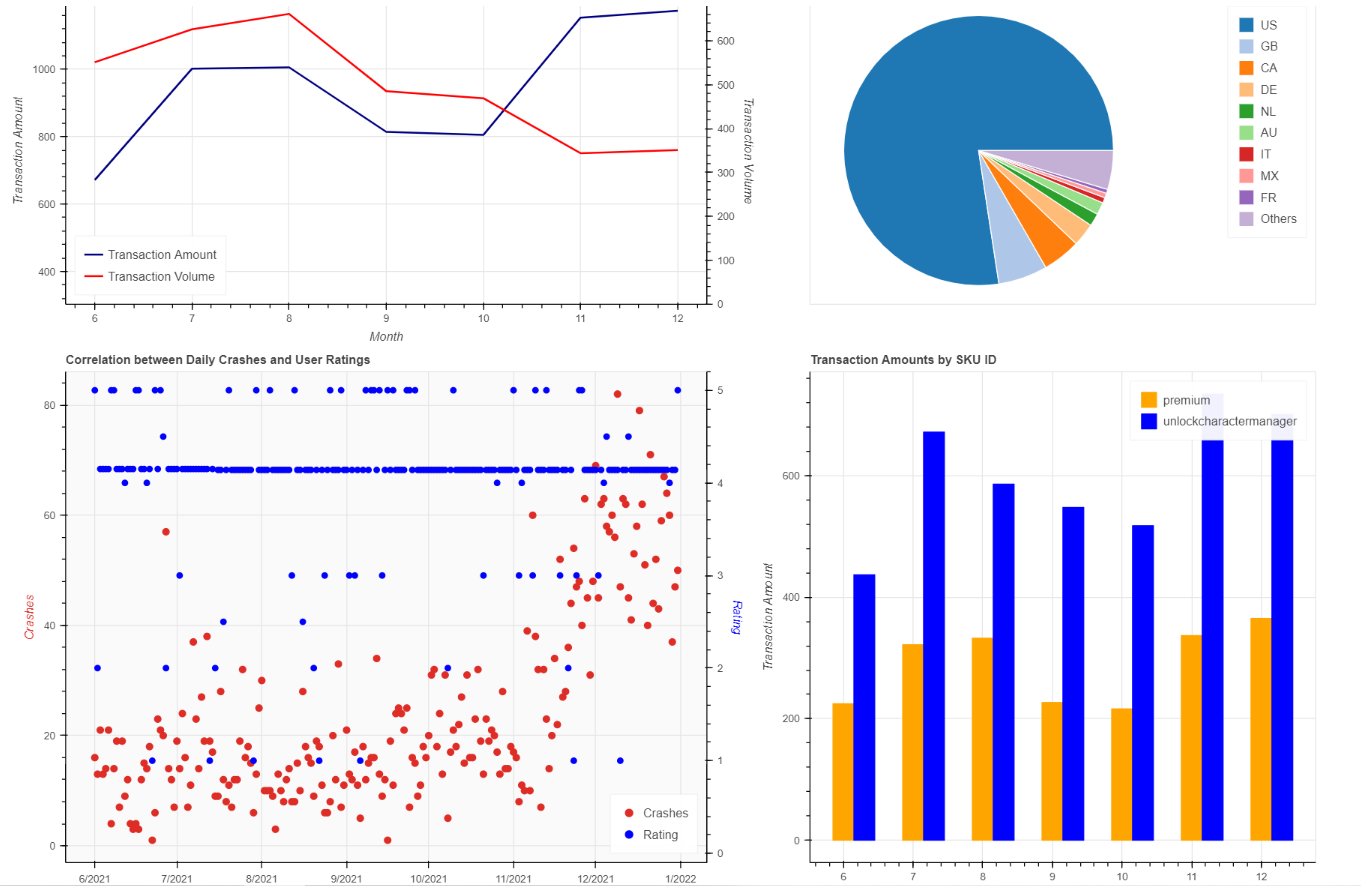 1000
800
600
400
Transaction Amount
600
500
400
300
200
100
0
Transaction Volume
Transaction Amount
Transaction Volume
6 7 8 9 10 11 12
Month
US
GB
CA
DE
NL
AU
IT
MX
FR
Others
Correlation between Daily Crashes and User Ratings
80
60
40
20
0
Crashes
5
4
3
2
1
0
Rating
Crashes
Rating
6/2021 7/2021 8/2021 9/2021 10/2021 11/2021 12/2021 1/2022
Transaction Amounts by SKU ID
600
400
200
0
Transaction Amount
premium
unlockcharactermanager
6 7 8 9 10 11 12